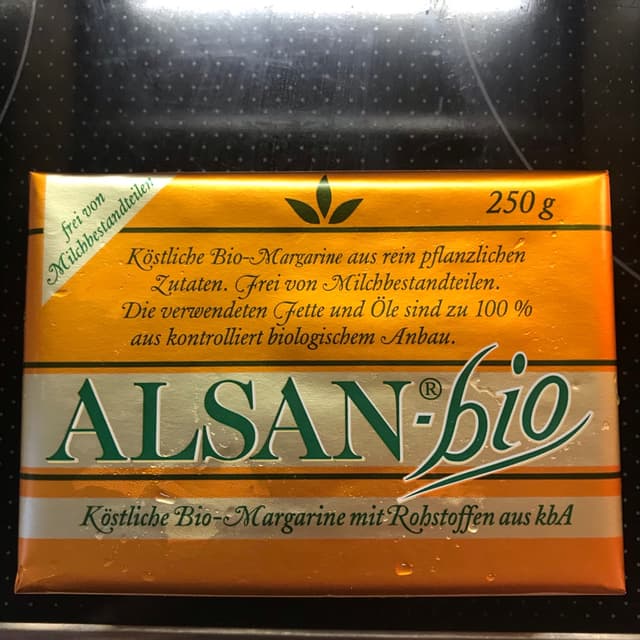 frei von
Milchbestandteilen
250 g
Köstliche Bio-Margarine aus rein pflanzlichen
Zutaten. Frei von Milchbestandteilen.
Die verwendeten Fette und Öle sind zu 100 %
aus kontrolliert biologischem Anbau.
ALSAN®-bio
Köstliche Bio-Margarine mit Rohstoffen aus kbA